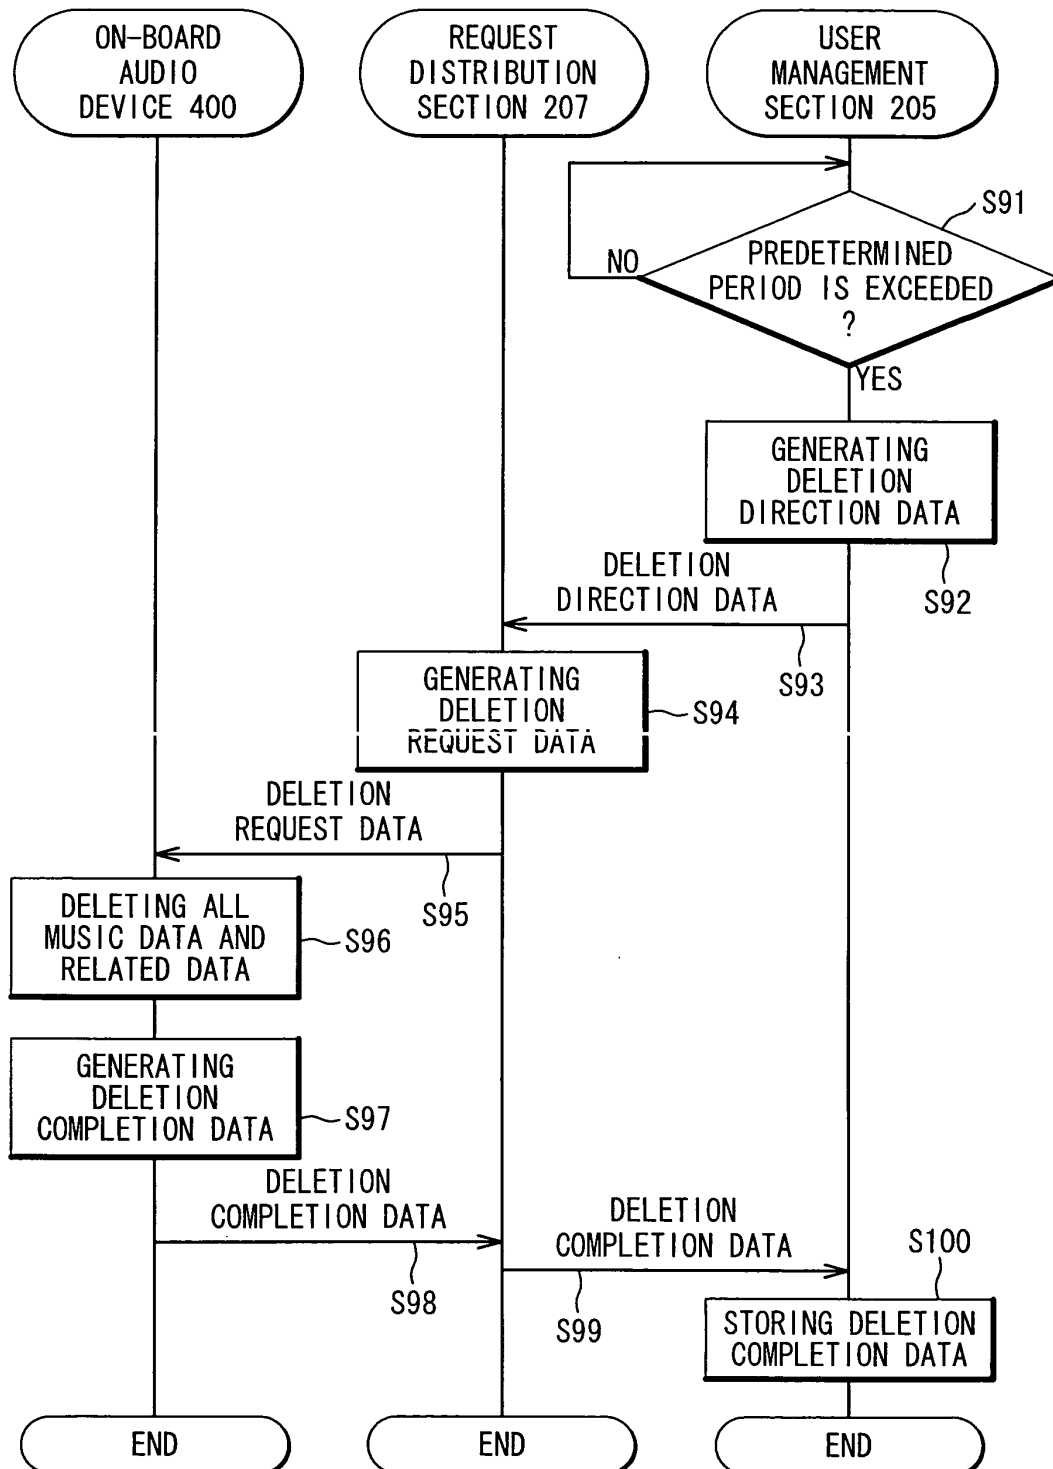 ON-BOARD
AUDIO
DEVICE 400
REQUEST
DISTRIBUTION
SECTION 207
USER
MANAGEMENT
SECTION 205
S91
PREDETERMINED
PERIOD IS EXCEEDED
?
NO
YES
GENERATING
DELETION
DIRECTION DATA
S92
DELETION
DIRECTION DATA
S93
GENERATING
DELETION
REQUEST DATA
S94
DELETION
REQUEST DATA
S95
DELETING ALL
MUSIC DATA AND
RELATED DATA
S96
GENERATING
DELETION
COMPLETION DATA
S97
DELETION
COMPLETION DATA
S98
DELETION
COMPLETION DATA
S99
S100
STORING DELETION
COMPLETION DATA
END
END
END